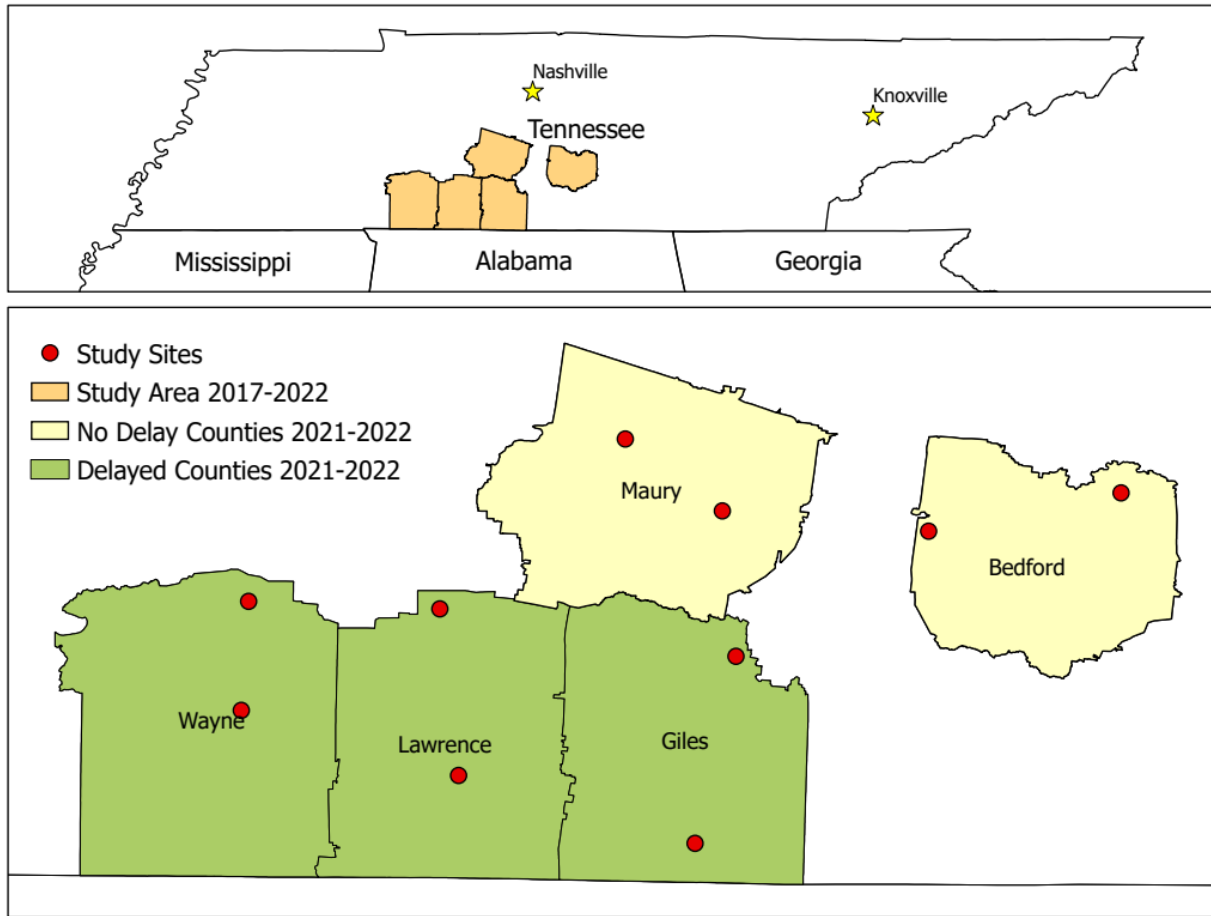 Nashville
Knoxville
Tennessee
Mississippi
Alabama
Georgia
Study Sites
Study Area 2017-2022
No Delay Counties 2021-2022
Delayed Counties 2021-2022
Maury
Bedford
Wayne
Lawrence
Giles